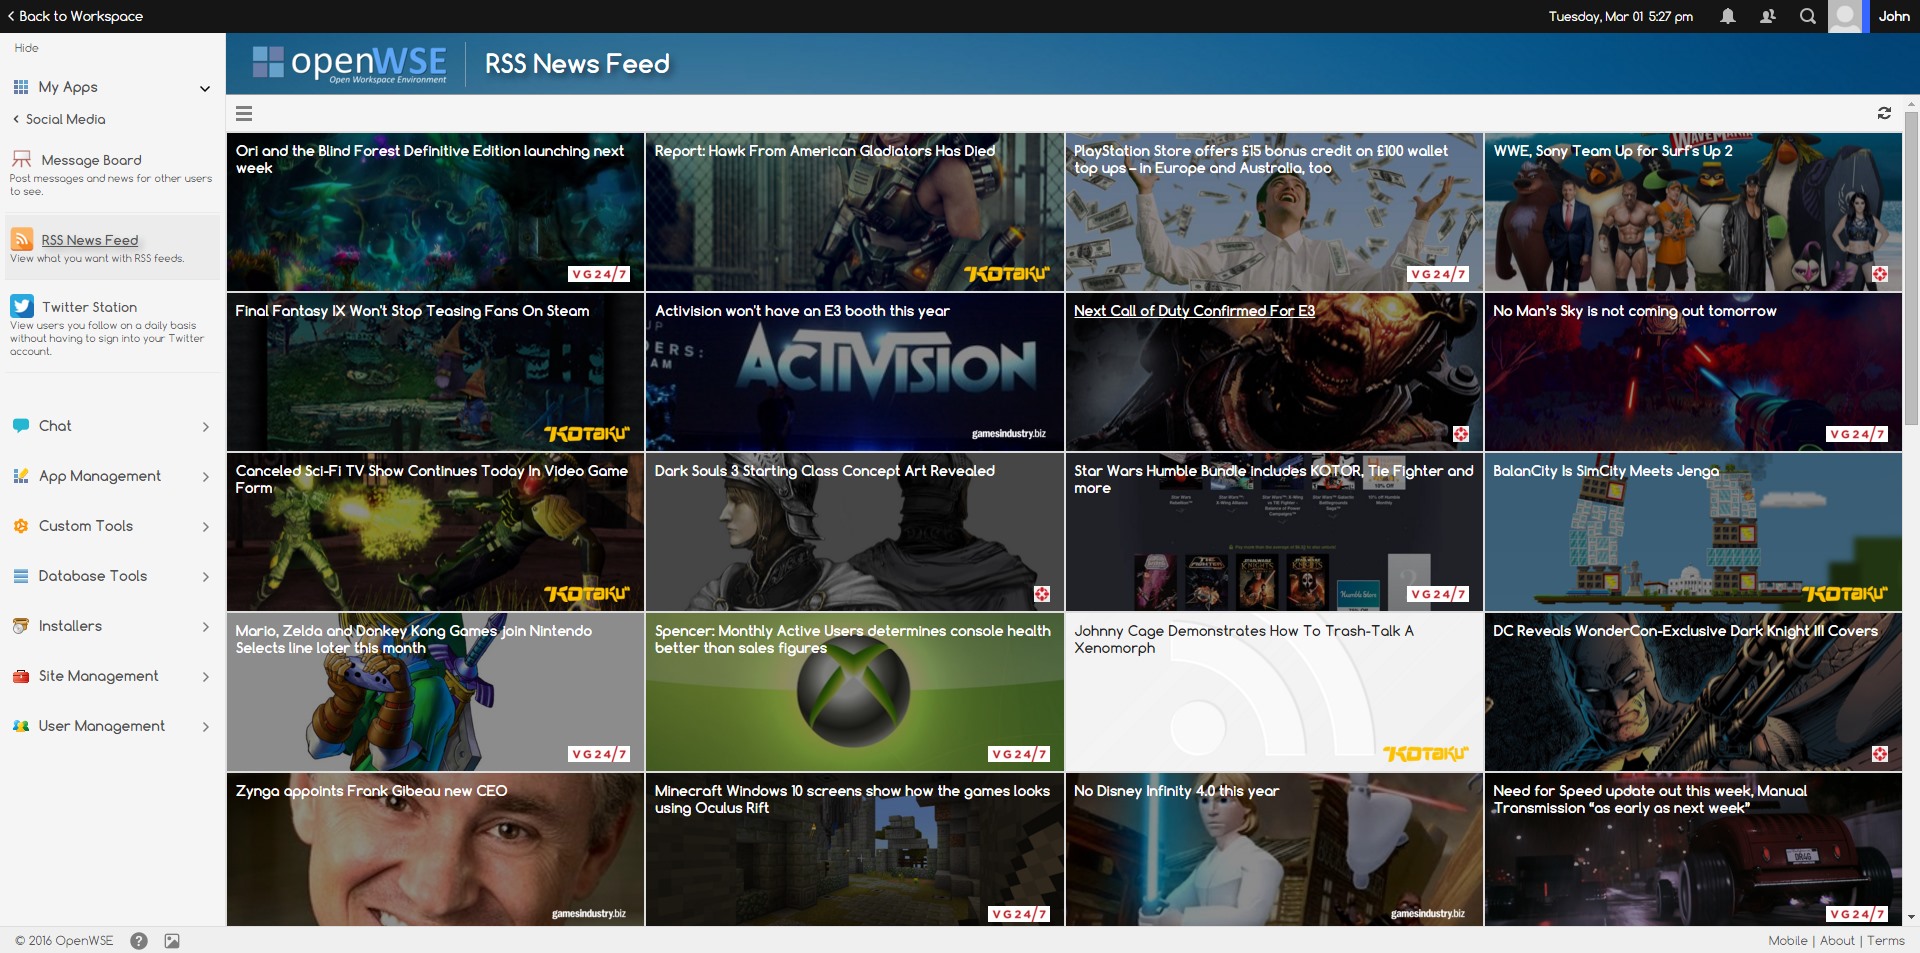 Back to Workspace
Tuesday, Mar 01 5:27 pm
John
Hide
My Apps
Social Media
Message Board
Post messages and news for other users
to see.
RSS News Feed
View what you want with RSS feeds.
Twitter Station
View users you follow on a daily basis
without having to sign into your Twitter
account.
Chat
App Management
Custom Tools
Database Tools
Installers
Site Management
User Management
openWSE
Open Workspace Environment
RSS News Feed
Ori and the Blind Forest Definitive Edition launching next
week
VG24/7
Report: Hawk From American Gladiators Has Died
KOTAKU
PlayStation Store offers £15 bonus credit on £100 wallet
top ups – in Europe and Australia, too
VG24/7
WWE, Sony Team Up for Surf's Up 2
Final Fantasy IX Won't Stop Teasing Fans On Steam
KOTAKU
Activision won't have an E3 booth this year
ACTIVISION
gamesindustry.biz
Next Call of Duty Confirmed For E3
No Man's Sky is not coming out tomorrow
VG24/7
Canceled Sci-Fi TV Show Continues Today In Video Game
Form
KOTAKU
Dark Souls 3 Starting Class Concept Art Revealed
Star Wars Humble Bundle includes KOTOR, Tie Fighter and
more
VG24/7
BalanCity Is SimCity Meets Jenga
KOTAKU
Mario, Zelda and Donkey Kong Games join Nintendo
Selects line later this month
VG24/7
Spencer: Monthly Active Users determines console health
better than sales figures
VG24/7
Johnny Cage Demonstrates How To Trash-Talk A
Xenomorph
KOTAKU
DC Reveals WonderCon-Exclusive Dark Knight III Covers
Zynga appoints Frank Gibeau new CEO
gamesindustry.biz
Minecraft Windows 10 screens show how the games looks
using Oculus Rift
VG24/7
No Disney Infinity 4.0 this year
gamesindustry.biz
Need for Speed update out this week, Manual
Transmission “as early as next week”
VG24/7
© 2016 OpenWSE
Mobile | About | Terms